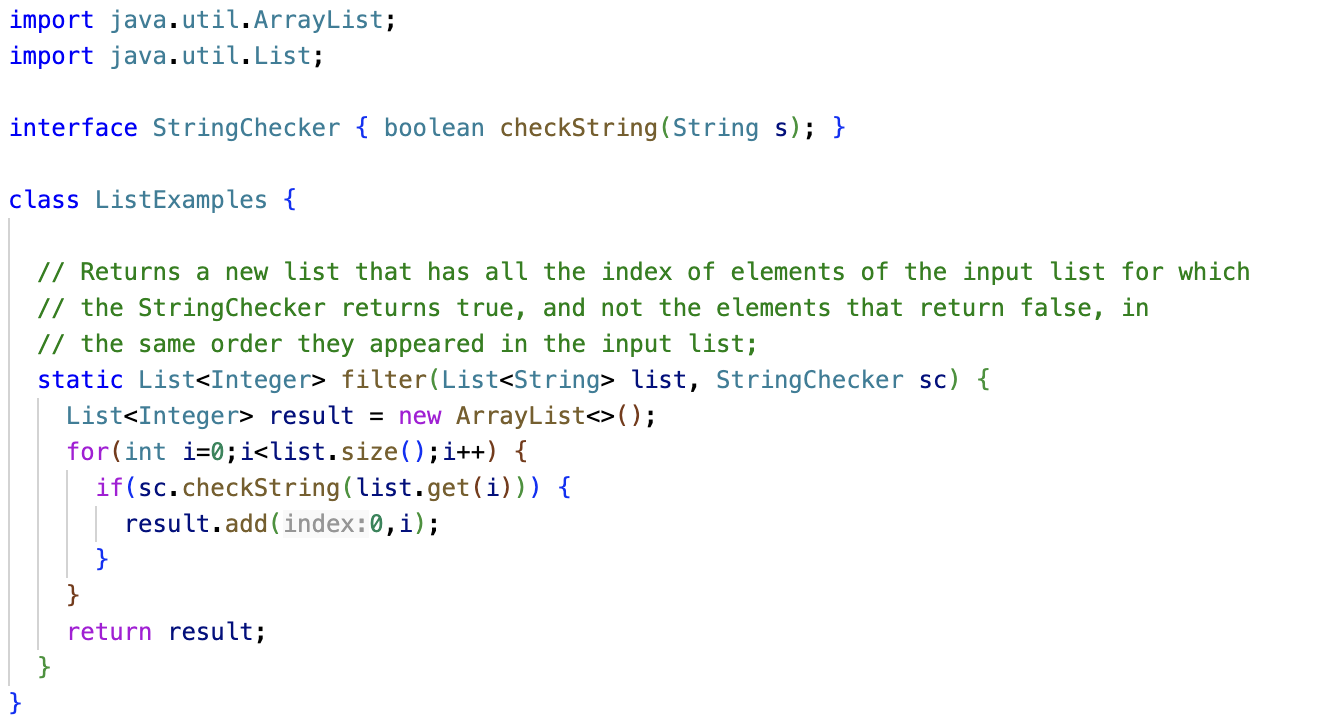 import java.util.ArrayList;
import java.util.List;

interface StringChecker { boolean checkString(String s); }

class ListExamples {

  // Returns a new list that has all the index of elements of the input list for which
  // the StringChecker returns true, and not the elements that return false, in
  // the same order they appeared in the input list;
  static List<Integer> filter(List<String> list, StringChecker sc) {
    List<Integer> result = new ArrayList<>();
    for(int i=0;i<list.size();i++) {
      if(sc.checkString(list.get(i))) {
        result.add(index:0,i);
      }
    }
    return result;
  }
}